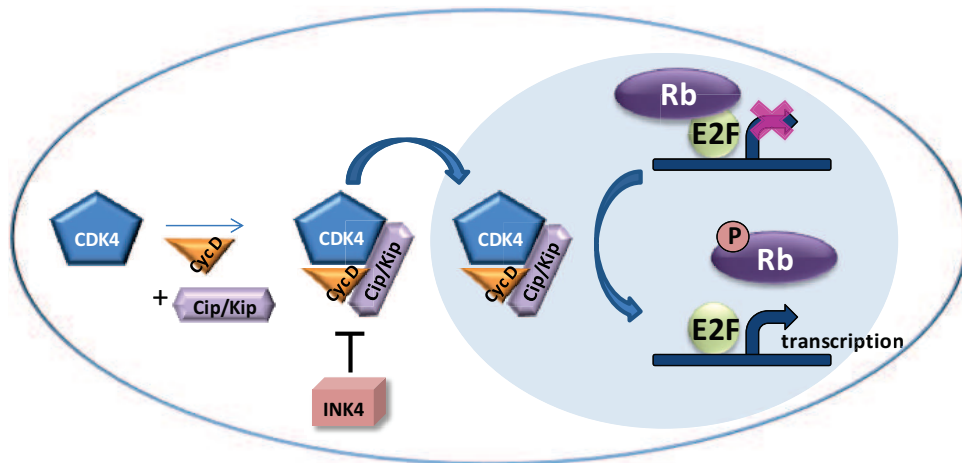 Rb
E2F
CDK4
CycD
+
Cip/Kip
CDK4
CycD
Cip/Kip
CDK4
CycD
Cip/Kip
P
Rb
E2F
transcription
INK4